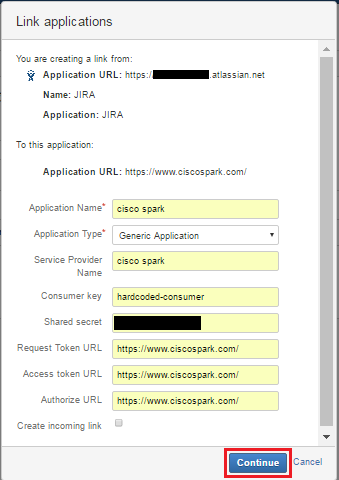 Link applications
You are creating a link from:
Application URL: https:/ .atlassian.net
Name: JIRA
Application: JIRA
To this application:
Application URL: https://www.ciscospark.com/
Application Name* cisco spark
Application Type* Generic Application
Service Provider
Name
cisco spark
Consumer key hardcoded-consumer
Shared secret
Request Token URL https://www.ciscospark.com/
Access token URL https://www.ciscospark.com/
Authorize URL https://www.ciscospark.com/
Create incoming link
Continue Cancel